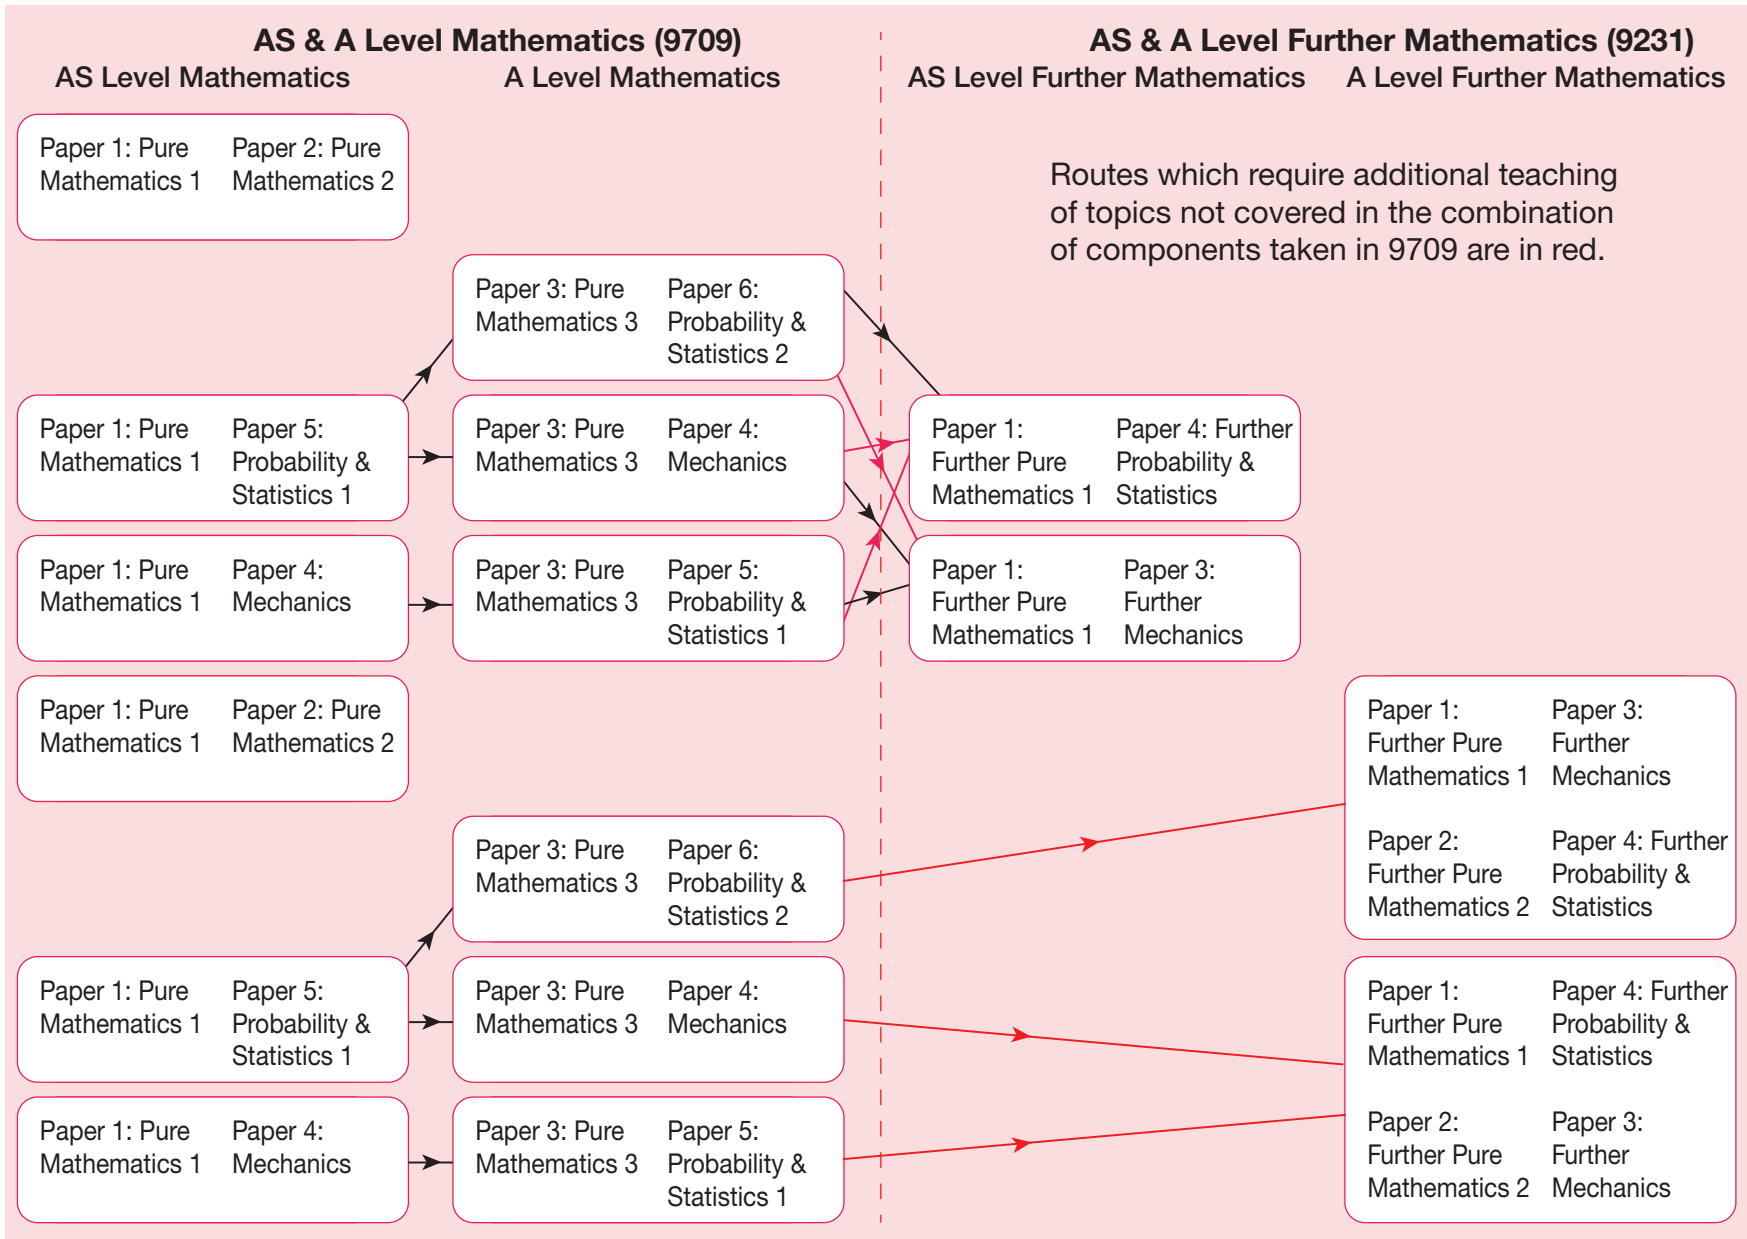 AS & A Level Mathematics (9709)
AS Level Mathematics
A Level Mathematics
AS & A Level Further Mathematics (9231)
AS Level Further Mathematics
A Level Further Mathematics
Routes which require additional teaching
of topics not covered in the combination
of components taken in 9709 are in red.
Paper 1: Pure
Mathematics 1
Paper 2: Pure
Mathematics 2
Paper 3: Pure
Mathematics 3
Paper 6:
Probability &
Statistics 2
Paper 1: Pure
Mathematics 1
Paper 5:
Probability &
Statistics 1
Paper 3: Pure
Mathematics 3
Paper 4:
Mechanics
Paper 1:
Further Pure
Mathematics 1
Paper 4: Further
Probability &
Statistics
Paper 1: Pure
Mathematics 1
Paper 4:
Mechanics
Paper 3: Pure
Mathematics 3
Paper 5:
Probability &
Statistics 1
Paper 1:
Further Pure
Mathematics 1
Paper 3:
Further
Mechanics
Paper 1: Pure
Mathematics 1
Paper 2: Pure
Mathematics 2
Paper 1:
Further Pure
Mathematics 1
Paper 3:
Further
Mechanics
Paper 2:
Further Pure
Mathematics 2
Paper 4: Further
Probability &
Statistics
Paper 3: Pure
Mathematics 3
Paper 6:
Probability &
Statistics 2
Paper 1: Pure
Mathematics 1
Paper 5:
Probability &
Statistics 1
Paper 3: Pure
Mathematics 3
Paper 4:
Mechanics
Paper 1:
Further Pure
Mathematics 1
Paper 4: Further
Probability &
Statistics
Paper 2:
Further Pure
Mathematics 2
Paper 3:
Further
Mechanics
Paper 1: Pure
Mathematics 1
Paper 4:
Mechanics
Paper 3: Pure
Mathematics 3
Paper 5:
Probability &
Statistics 1